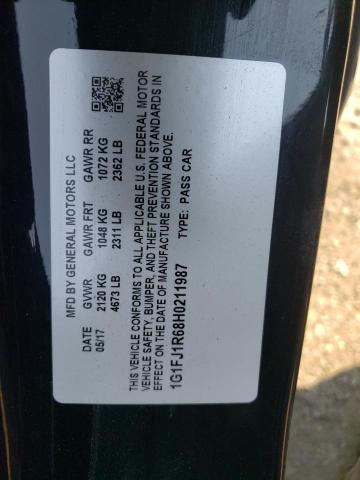 MFD BY GENERAL MOTORS LLC
DATE GVWR GAWR FRT GAWR RR
05/17 2120 KG 1048 KG 1072 KG
4673 LB 2311 LB 2362 LB
THIS VEHICLE CONFORMS TO ALL APPLICABLE U.S. FEDERAL MOTOR
VEHICLE SAFETY, BUMPER, AND THEFT PREVENTION STANDARDS IN
EFFECT ON THE DATE OF MANUFACTURE SHOWN ABOVE.
1G1FJ1R68H0211987 TYPE: PASS CAR